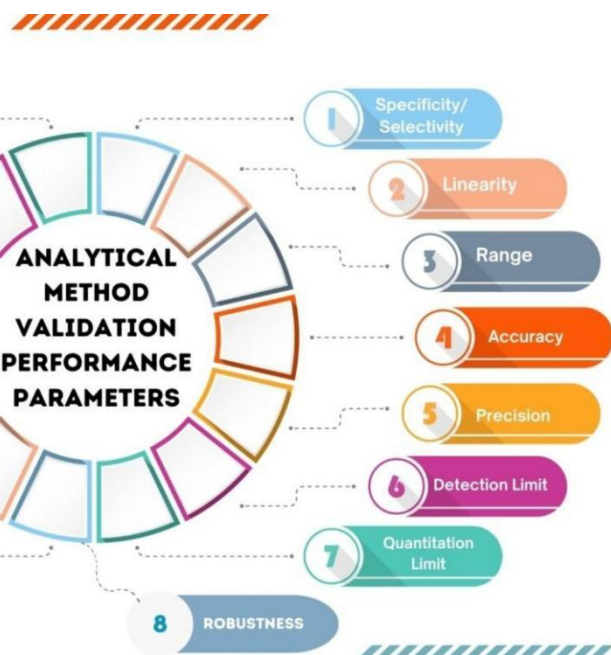 ANALYTICAL
METHOD
VALIDATION
PERFORMANCE
PARAMETERS
1
Specificity/
Selectivity
2
Linearity
3
Range
4
Accuracy
5
Precision
6
Detection Limit
7
Quantitation
Limit
8
ROBUSTNESS